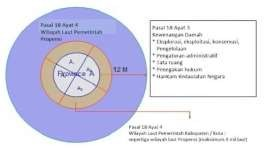 Pasal 18 Ayat 4
Wilayah Laut Pemerintah
Propinsi
Pasal 18 Ayat 3
Kewenangan Daerah
* Eksplorasi, eksploitasi, konservasi,
Pengelolaan
* Pengaturan administratif
* Tata ruang
* Penegakan hukum
* Hankam Kedaulatan Negara
12 M
Province A
A
A
A
Pasal 18 Ayat 4
Wilayah Laut Pemerintah Kabupaten / Kota :
sepertiga wilayah laut Propinsi (maksimum 4 mil laut)